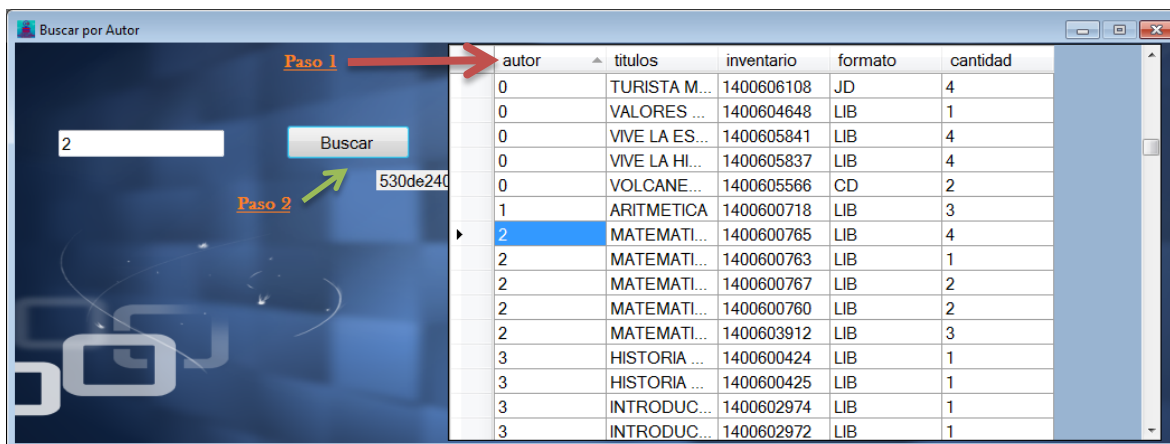 Buscar por Autor
Paso 1
autor titulos inventario formato cantidad
0 TURISTA M... 1400606108 JD 4
0 VALORES ... 1400604648 LIB 1
0 VIVE LA ES... 1400605841 LIB 4
2 Buscar
0 VIVE LA HI... 1400605837 LIB 4
530de240
0 VOLCANE... 1400605566 CD 2
Paso 2
1 ARITMETICA 1400600718 LIB 3
2 MATEMATI... 1400600765 LIB 4
2 MATEMATI... 1400600763 LIB 1
2 MATEMATI... 1400600767 LIB 2
2 MATEMATI... 1400600760 LIB 2
2 MATEMATI... 1400603912 LIB 3
3 HISTORIA ... 1400600424 LIB 1
3 HISTORIA ... 1400600425 LIB 1
3 INTRODUC... 1400602974 LIB 1
3 INTRODUC... 1400602972 LIB 1